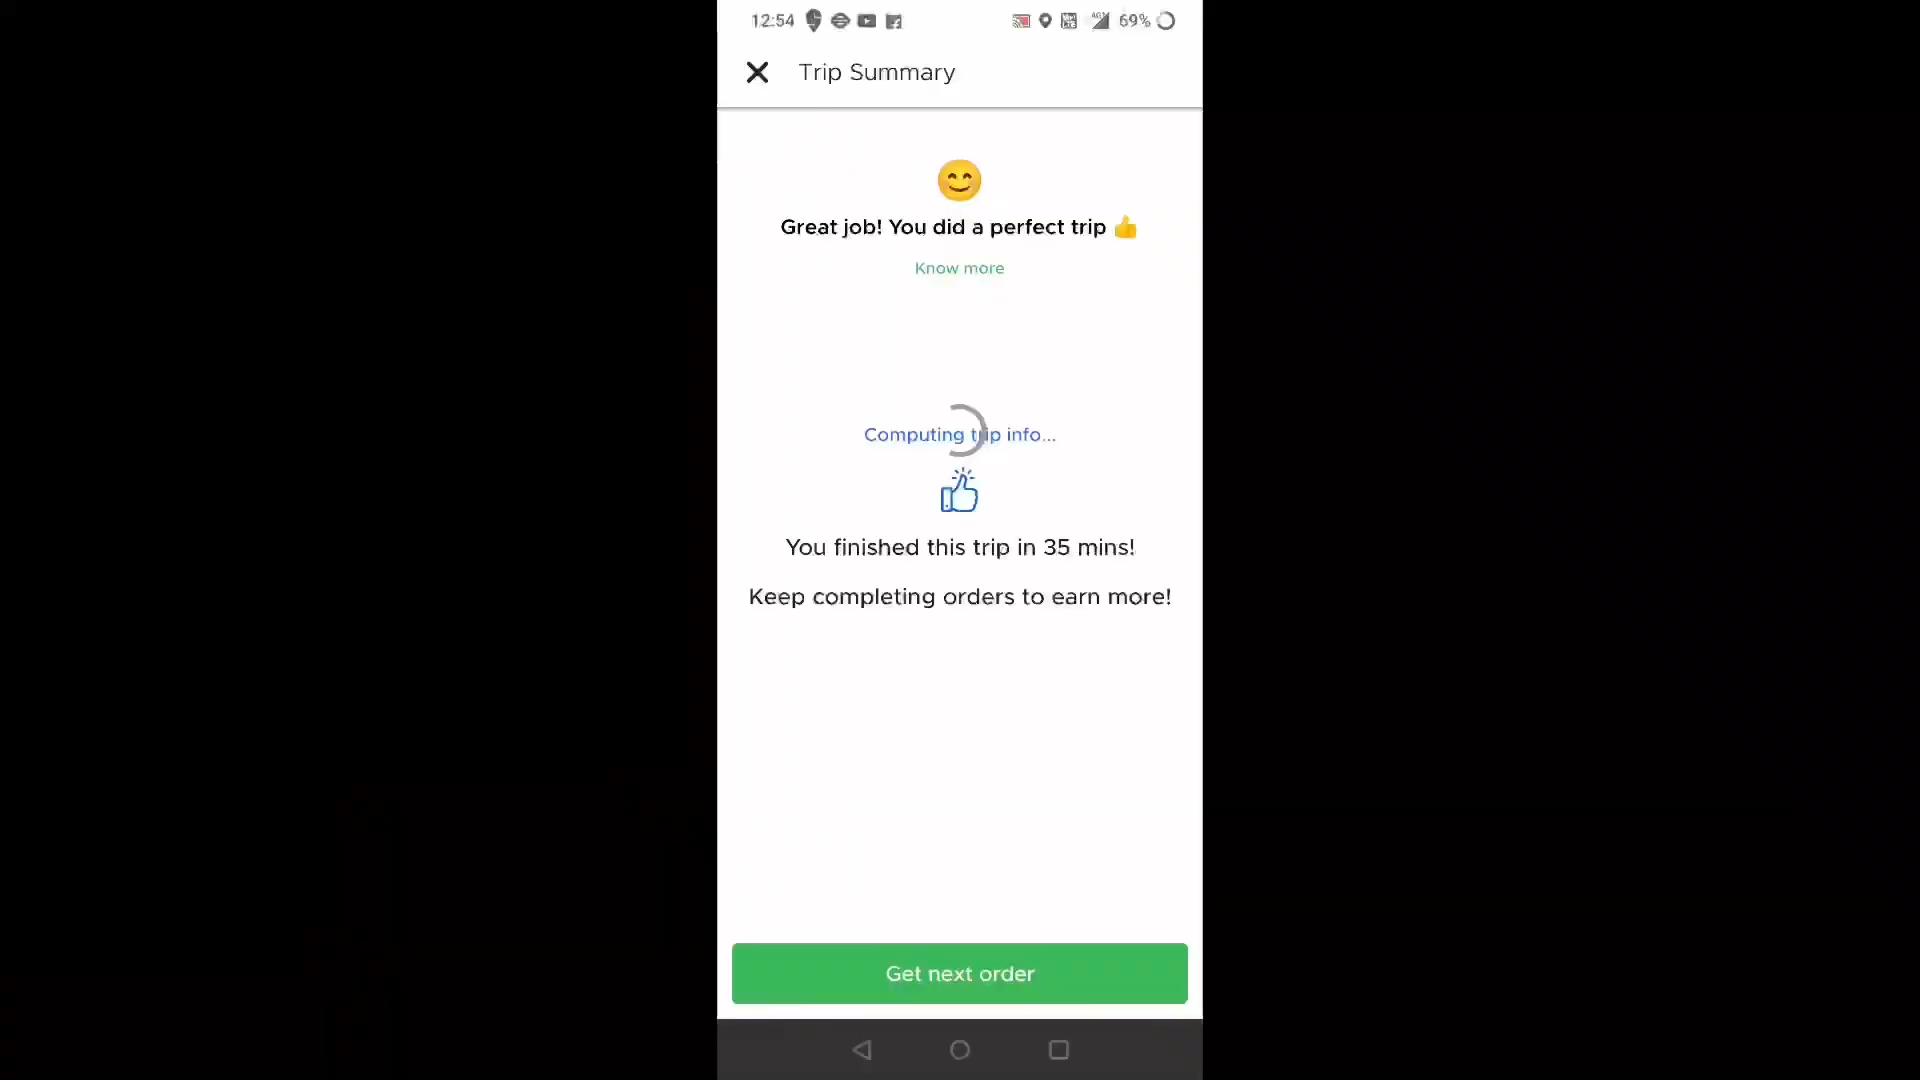 12:54 69%
Trip Summary
Great job! You did a perfect trip 👍
Know more
Computing trip info...
You finished this trip in 35 mins!
Keep completing orders to earn more!
Get next order